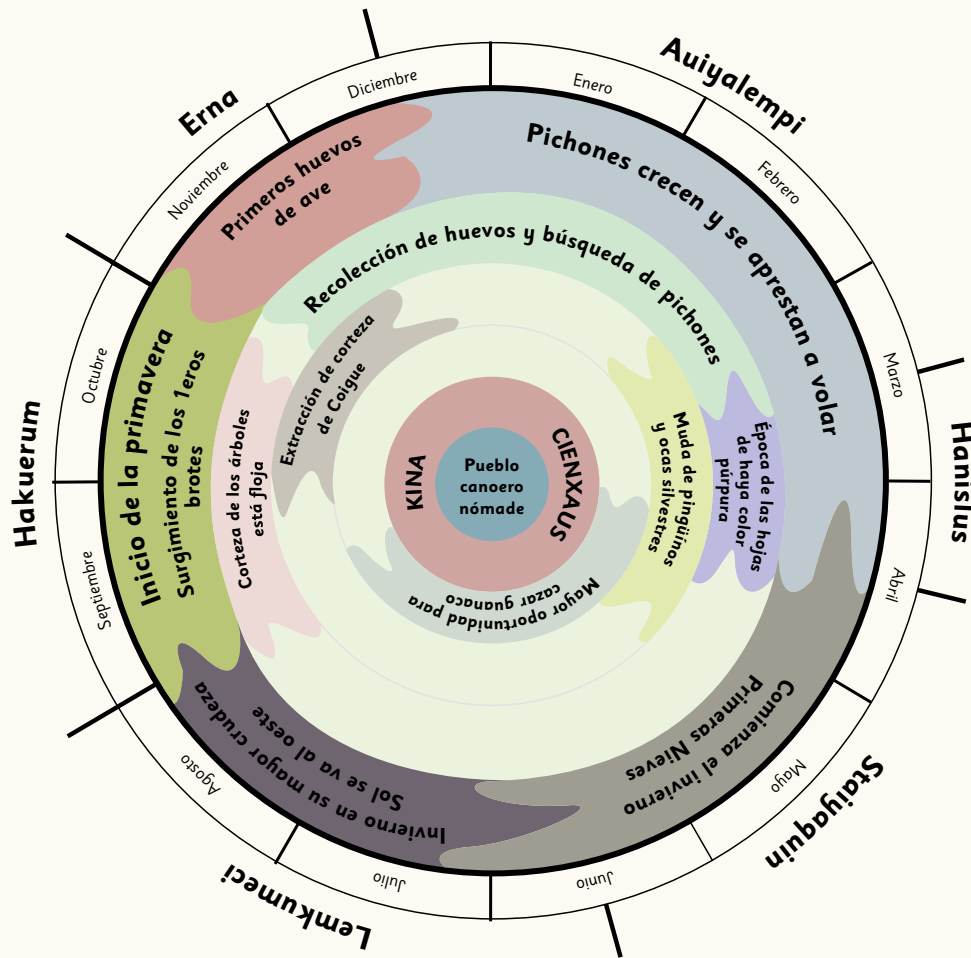 Auiyalempi
Hanislus
Staiyaquin
Lemkumeci
Hakuerum
Erna
Enero
Febrero
Marzo
Abril
Mayo
Junio
Julio
Agosto
Septiembre
Octubre
Noviembre
Diciembre
Pichones crecen y se aprestan a volar
Comienza el invierno
Primeras Nieves
Invierno en su mayor crudeza
Sol se va al oeste
Inicio de la primavera
Surgimiento de los 1eros
brotes
Primeros huevos
de ave
Recolección de huevos y búsqueda de pichones
Época de las hojas
de haya color
púrpura
Muda de pingüinos
y ocas silvestres
Mayor oportunidad para
cazar guanaco
Corteza de los árboles
está floja
Extracción de corteza
de Coigue
KINA
CIENXAUS
Pueblo
canoero
nómade